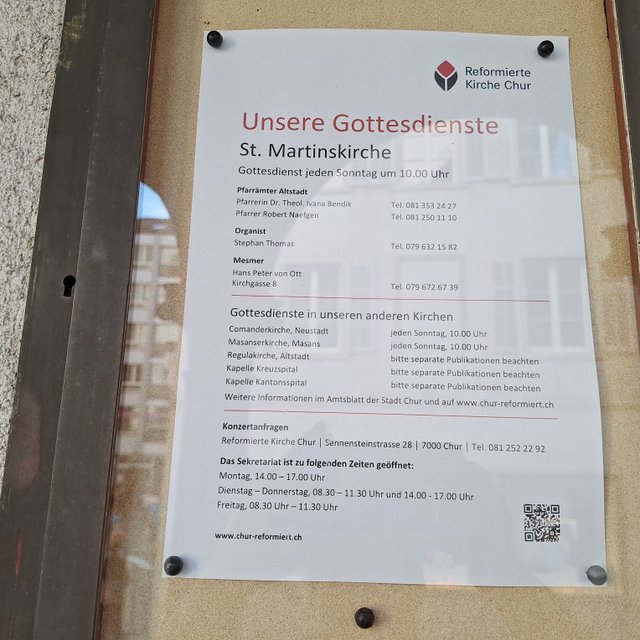 Reformierte
Kirche Chur
Unsere Gottesdienste
St. Martinskirche
Gottesdienst jeden Sonntag um 10.00 Uhr
Pfarrämter Altstadt
Pfarrerin Dr. Theol. Ivana Bendik Tel. 081 353 24 27
Pfarrer Robert Naefgen Tel. 081 250 11 10
Organist
Stephan Thomas Tel. 079 632 15 82
Mesmer
Hans Peter von Ott
Kirchgasse 8 Tel. 079 672 67 39
Gottesdienste in unseren anderen Kirchen
Comanderkirche, Neustadt jeden Sonntag, 10.00 Uhr
Masanserkirche, Masans jeden Sonntag, 10:00 Uhr
Regulakirche, Altstadt bitte separate Publikationen beachten
Kapelle Kreuzspital bitte separate Publikationen beachten
Kapelle Kantonsspital bitte separate Publikationen beachten
Weitere Informationen im Amtsblatt der Stadt Chur und auf www.chur-reformiert.ch
Konzertanfragen
Reformierte Kirche Chur | Sennensteinstrasse 28 | 7000 Chur | Tel. 081 252 22 92
Das Sekretariat ist zu folgenden Zeiten geöffnet:
Montag, 14.00 – 17.00 Uhr
Dienstag – Donnerstag, 08.30 – 11.30 Uhr und 14.00 - 17.00 Uhr
Freitag, 08.30 Uhr – 11.30 Uhr
www.chur-reformiert.ch